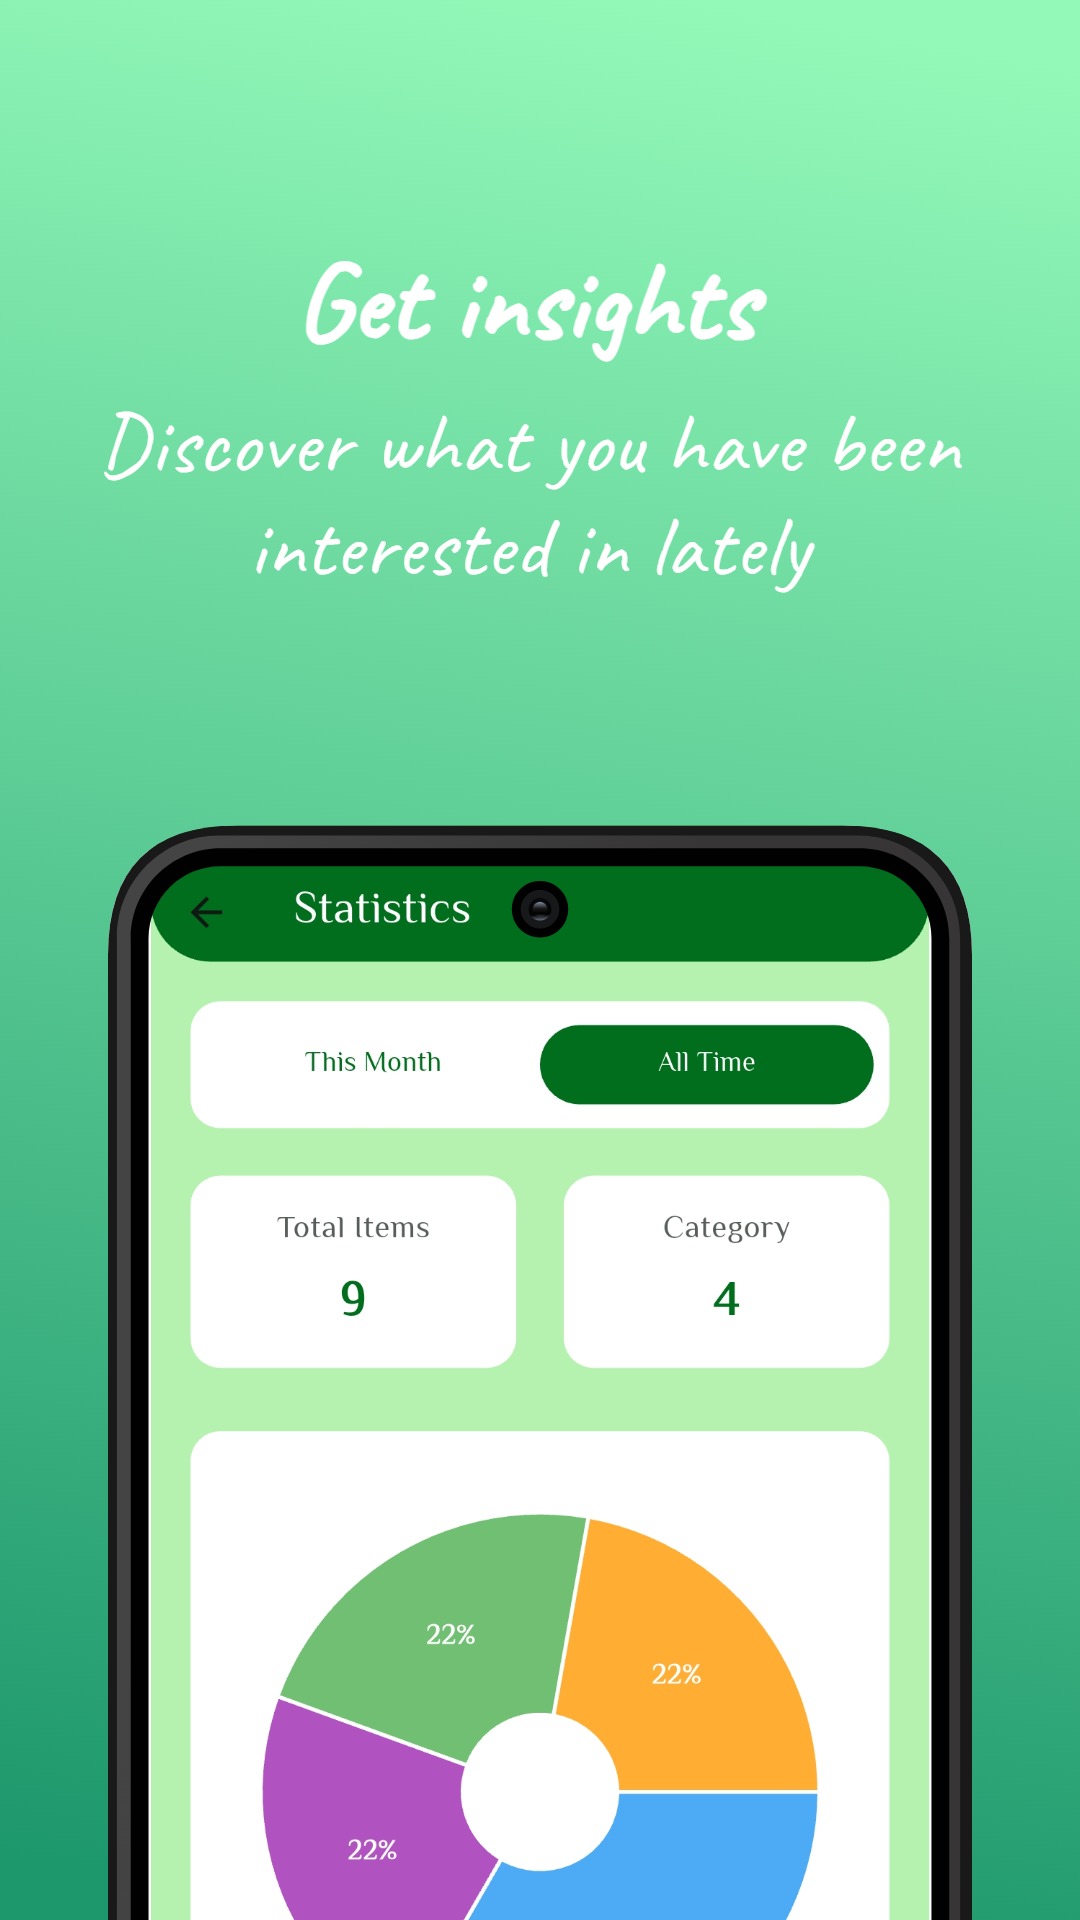 Get insights
Discover what you have been
interested in lately
Statistics
This Month
All Time
Total Items
Category
9
4
22%
22%
22%